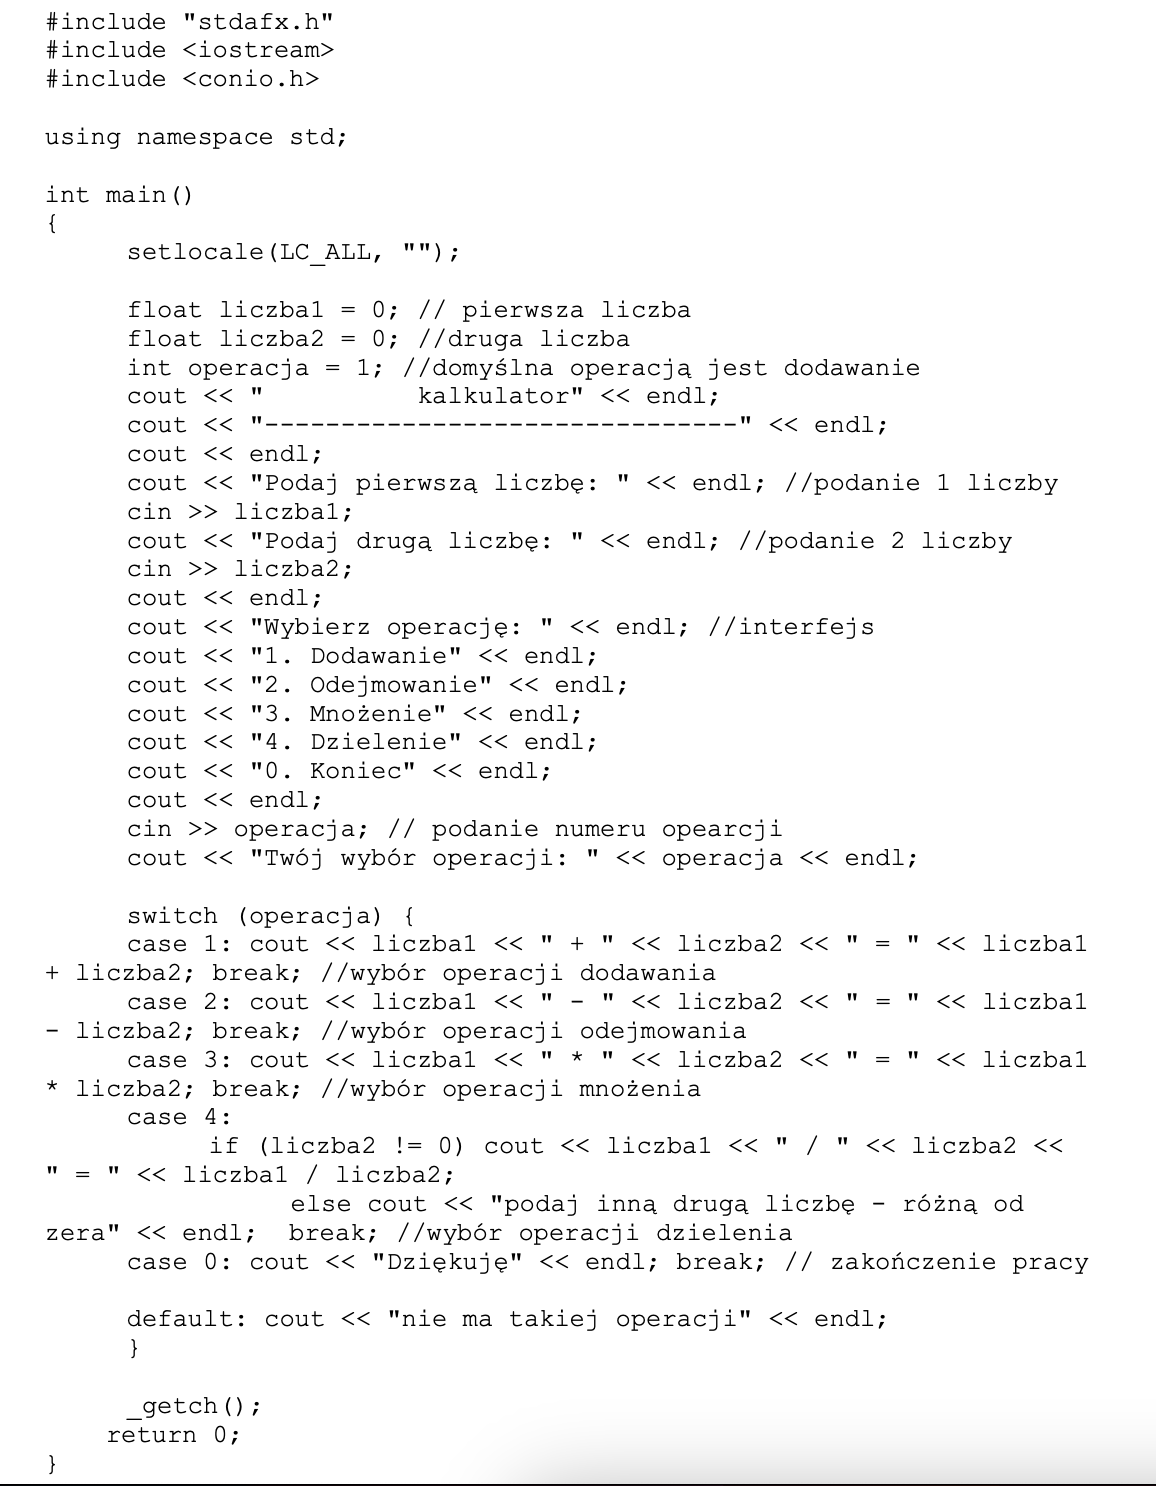 #include "stdafx.h"
#include <iostream>
#include <conio.h>

using namespace std;

int main()
{
     setlocale(LC_ALL, "");

     float liczba1 = 0; // pierwsza liczba
     float liczba2 = 0; //druga liczba
     int operacja = 1; //domyślna operacją jest dodawanie
     cout << "          kalkulator" << endl;
     cout << "-------------------------------" << endl;
     cout << endl;
     cout << "Podaj pierwszą liczbę: " << endl; //podanie 1 liczby
     cin >> liczba1;
     cout << "Podaj drugą liczbę: " << endl; //podanie 2 liczby
     cin >> liczba2;
     cout << endl;
     cout << "Wybierz operację: " << endl; //interfejs
     cout << "1. Dodawanie" << endl;
     cout << "2. Odejmowanie" << endl;
     cout << "3. Mnożenie" << endl;
     cout << "4. Dzielenie" << endl;
     cout << "0. Koniec" << endl;
     cout << endl;
     cin >> operacja; // podanie numeru opearcji
     cout << "Twój wybór operacji: " << operacja << endl;

     switch (operacja) {
     case 1: cout << liczba1 << " + " << liczba2 << " = " << liczba1
+ liczba2; break; //wybór operacji dodawania
     case 2: cout << liczba1 << " - " << liczba2 << " = " << liczba1
- liczba2; break; //wybór operacji odejmowania
     case 3: cout << liczba1 << " * " << liczba2 << " = " << liczba1
* liczba2; break; //wybór operacji mnożenia
     case 4:
          if (liczba2 != 0) cout << liczba1 << " / " << liczba2 <<
" = " << liczba1 / liczba2;
               else cout << "podaj inną drugą liczbę - różną od
zera" << endl;  break; //wybór operacji dzielenia
     case 0: cout << "Dziękuję" << endl; break; // zakończenie pracy

     default: cout << "nie ma takiej operacji" << endl;
     }

     _getch();
    return 0;
}